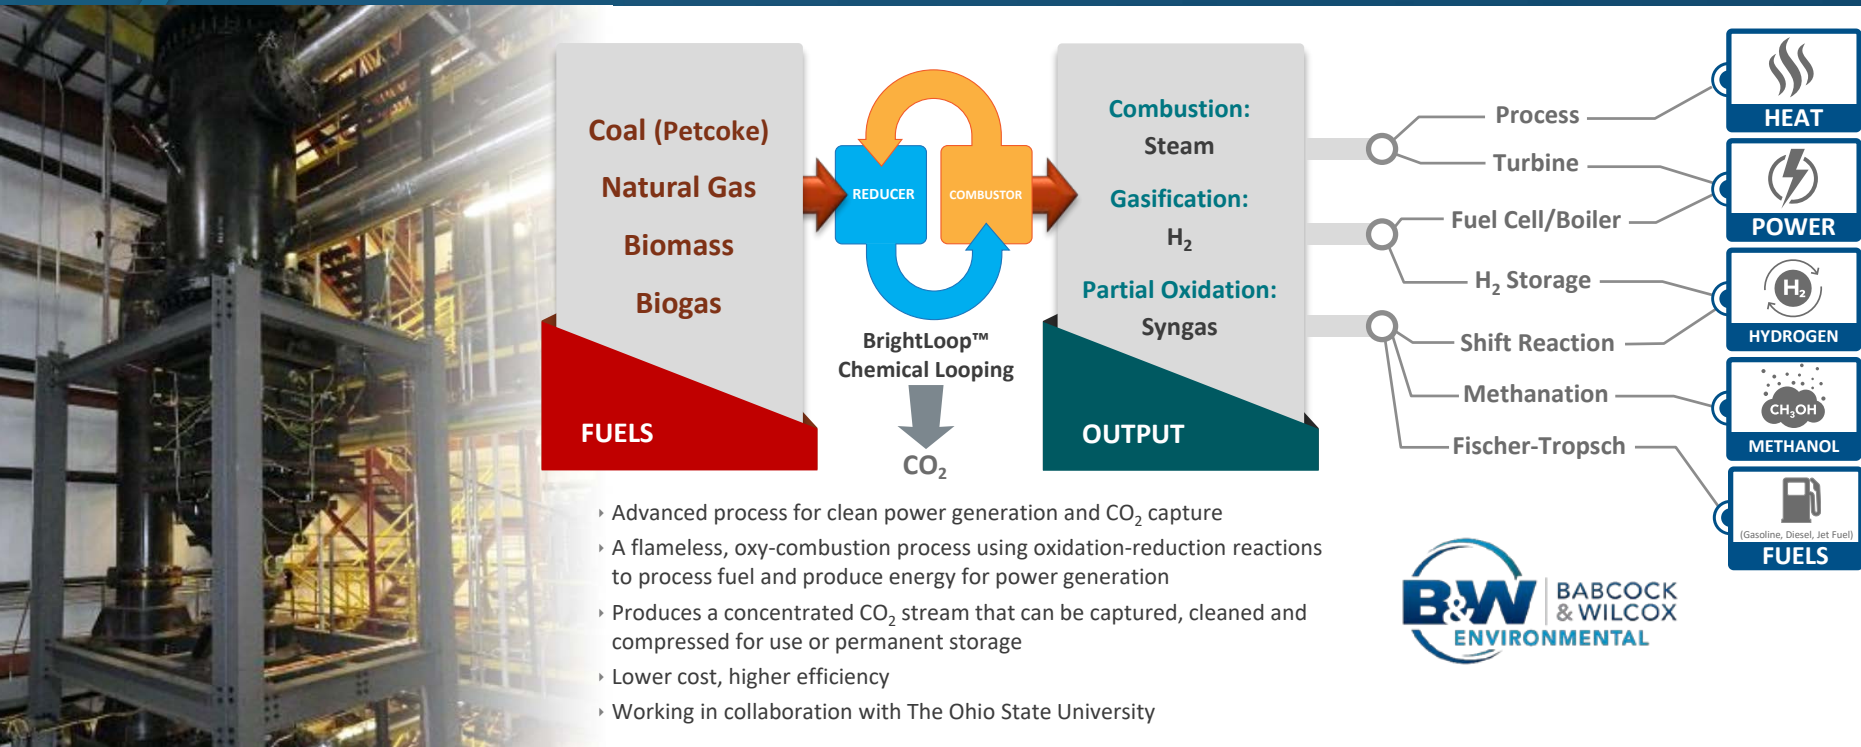 Coal (Petcoke)
Natural Gas
Biomass
Biogas
FUELS
REDUCER
COMBUSTOR
BrightLoop™
Chemical Looping
CO₂
Combustion:
Steam
Gasification:
H₂
Partial Oxidation:
Syngas
OUTPUT
Process
Turbine
Fuel Cell/Boiler
H₂ Storage
Shift Reaction
Methanation
Fischer-Tropsch
HEAT
POWER
H₂
HYDROGEN
CH₃OH
METHANOL
(Gasoline, Diesel, Jet Fuel)
FUELS
‣ Advanced process for clean power generation and CO₂ capture
‣ A flameless, oxy-combustion process using oxidation-reduction reactions
to process fuel and produce energy for power generation
‣ Produces a concentrated CO₂ stream that can be captured, cleaned and
compressed for use or permanent storage
‣ Lower cost, higher efficiency
‣ Working in collaboration with The Ohio State University
B&W
BABCOCK
& WILCOX
ENVIRONMENTAL